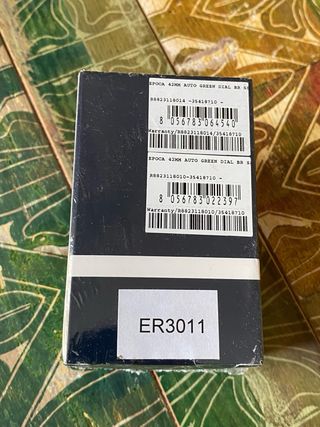 EPOCA 42MM AUTO GREEN DIAL BR
R8823118014 -35418710 -
8 056783 064540
Warranty/R8823118014/35418710
EPOCA 42MM AUTO GREEN DIAL BR
R8823118010-35418710 -
8 056783 022397
Warranty/R8823118010/35418710
ER3011